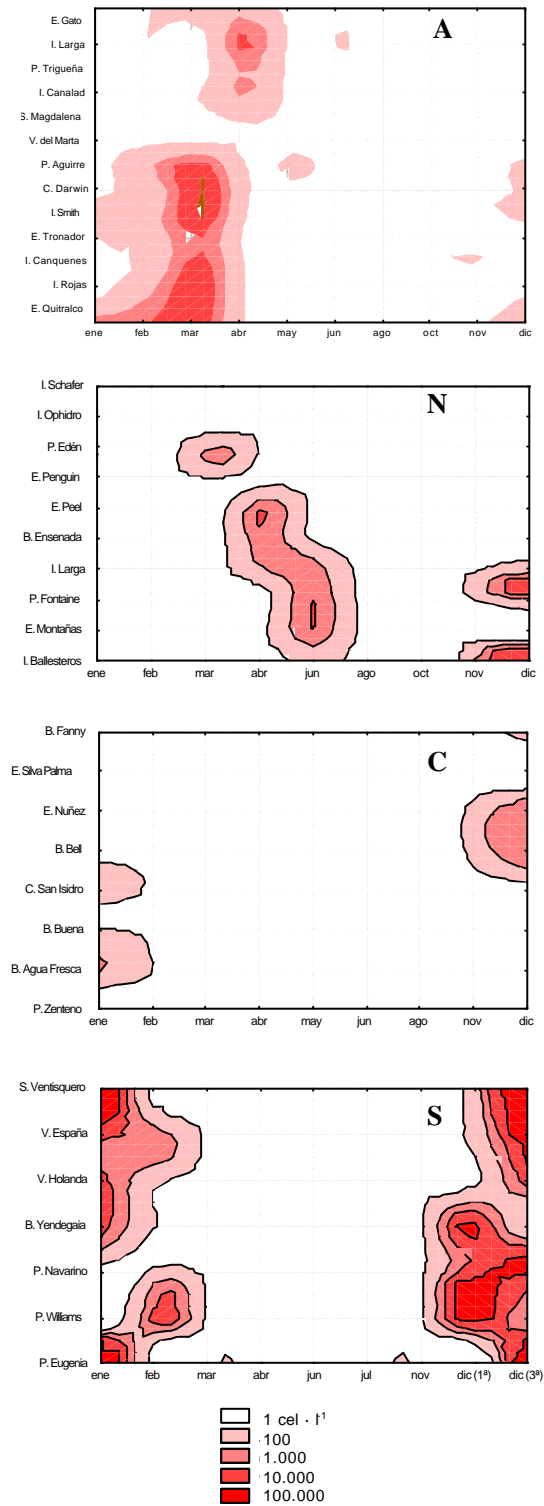 A
E. Gato
I. Larga
P. Trigueña
I. Canalad
S. Magdalena
V. del Marta
P. Aguirre
C. Darwin
I. Smith
E. Tronador
I. Canquenes
I. Rojas
E. Quitralco
ene feb mar abr may jun ago oct nov dic
N
I. Schafer
I. Ophidro
P. Edén
E. Penguin
E. Peel
B. Ensenada
I. Larga
P. Fontaine
E. Montañas
I. Ballesteros
ene feb mar abr jun ago oct nov dic
C
B. Fanny
E. Silva Palma
E. Nuñez
B. Bell
C. San Isidro
B. Buena
B. Agua Fresca
P. Zenteno
ene feb mar abr may jun ago nov dic
S
S. Ventisquero
V. España
V. Holanda
B. Yendegaia
P. Navarino
P. Williams
P. Eugenia
ene feb mar abr jun jul nov dic (1ª) dic (3ª)
1 cel · l⁻¹
100
1.000
10.000
100.000